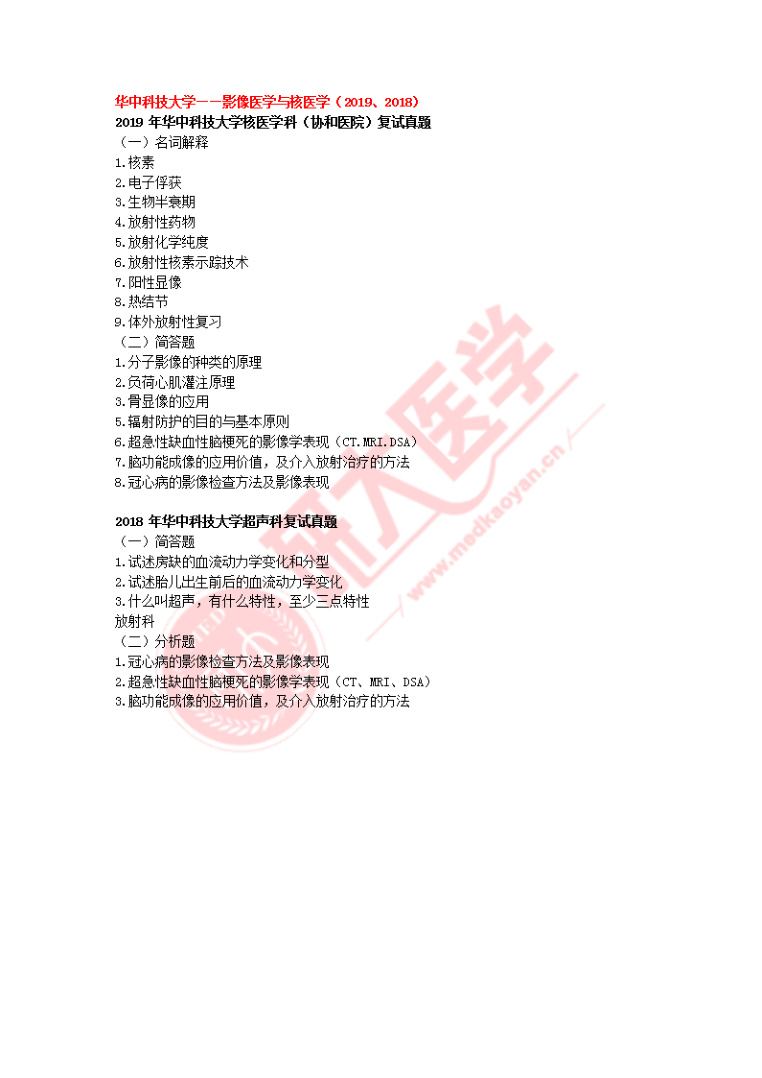 华中科技大学——影像医学与核医学（2019、2018）
2019 年华中科技大学核医学科（协和医院）复试真题
（一）名词解释
1.核素
2.电子俘获
3.生物半衰期
4.放射性药物
5.放射化学纯度
6.放射性核素示踪技术
7.阳性显像
8.热结节
9.体外放射性复习
（二）简答题
1.分子影像的种类的原理
2.负荷心肌灌注原理
3.骨显像的应用
5.辐射防护的目的与基本原则
6.超急性缺血性脑梗死的影像学表现（CT.MRI.DSA）
7.脑功能成像的应用价值，及介入放射治疗的方法
8.冠心病的影像检查方法及影像表现
2018 年华中科技大学超声科复试真题
（一）简答题
1.试述房缺的血流动力学变化和分型
2.试述胎儿出生前后的血流动力学变化
3.什么叫超声，有什么特性，至少三点特性
放射科
（二）分析题
1.冠心病的影像检查方法及影像表现
2.超急性缺血性脑梗死的影像学表现（CT、MRI、DSA）
3.脑功能成像的应用价值，及介入放射治疗的方法
研大医学
www.medkaoyan.cn